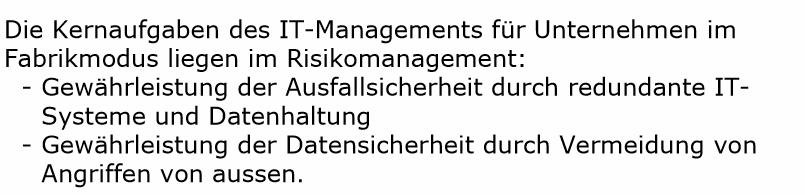 Die Kernaufgaben des IT-Managements für Unternehmen im
Fabrikmodus liegen im Risikomanagement:
- Gewährleistung der Ausfallsicherheit durch redundante IT-
Systeme und Datenhaltung
- Gewährleistung der Datensicherheit durch Vermeidung von
Angriffen von aussen.